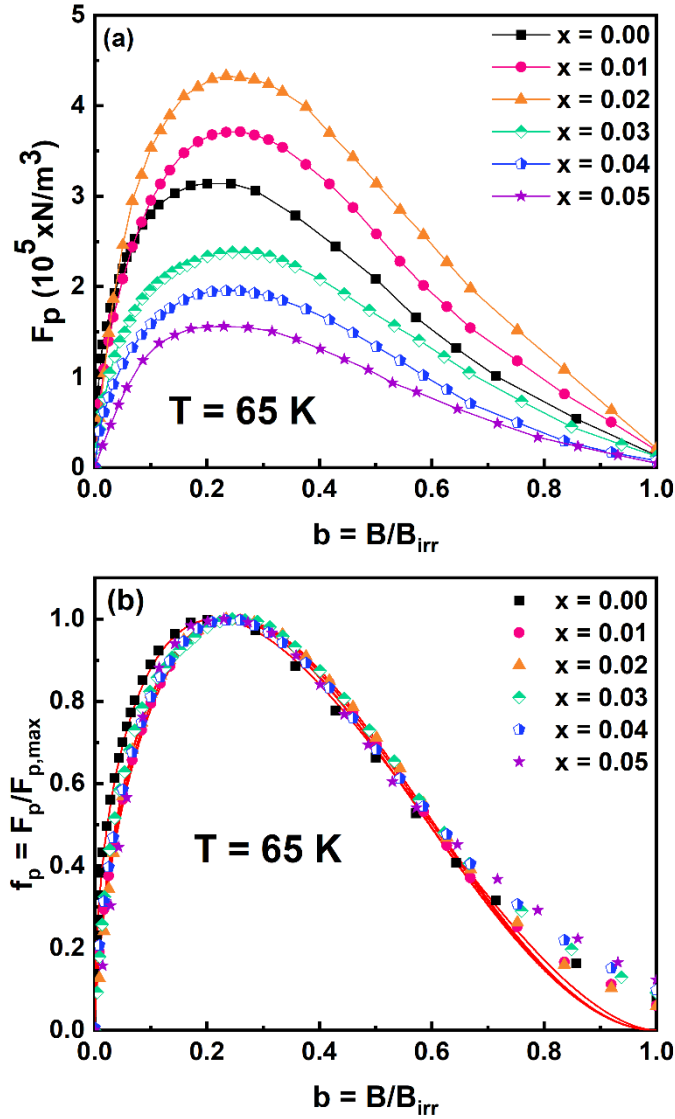 (a)
x = 0.00
x = 0.01
x = 0.02
x = 0.03
x = 0.04
x = 0.05
5
4
3
2
1
0
Fp (10^5 xN/m^3)
T = 65 K
0.0 0.2 0.4 0.6 0.8 1.0
b = B/Birr
(b)
x = 0.00
x = 0.01
x = 0.02
x = 0.03
x = 0.04
x = 0.05
1.0
0.8
0.6
0.4
0.2
0.0
fp = Fp/Fp,max
T = 65 K
0.0 0.2 0.4 0.6 0.8 1.0
b = B/Birr